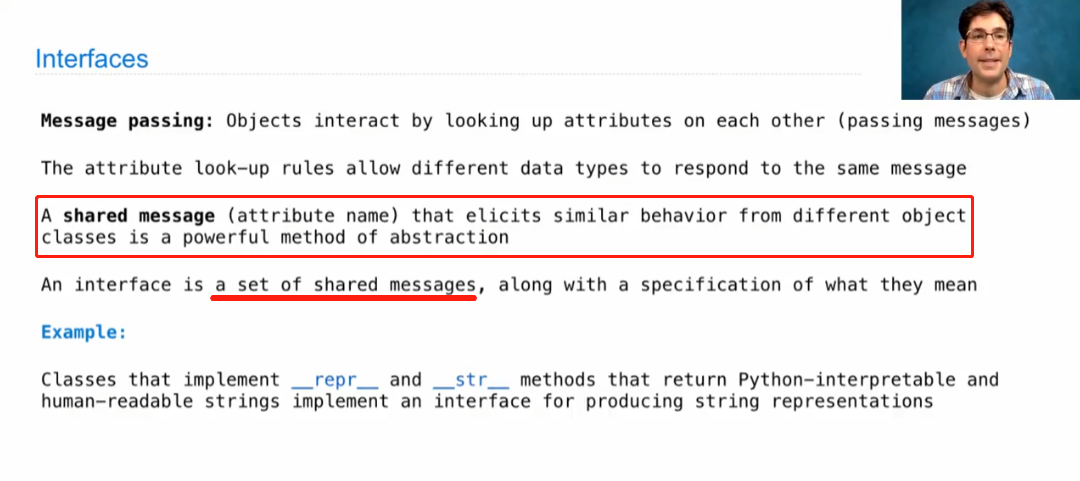 Interfaces
Message passing: Objects interact by looking up attributes on each other (passing messages)
The attribute look-up rules allow different data types to respond to the same message
A shared message (attribute name) that elicits similar behavior from different object
classes is a powerful method of abstraction
An interface is a set of shared messages, along with a specification of what they mean
Example:
Classes that implement __repr__ and __str__ methods that return Python-interpretable and
human-readable strings implement an interface for producing string representations